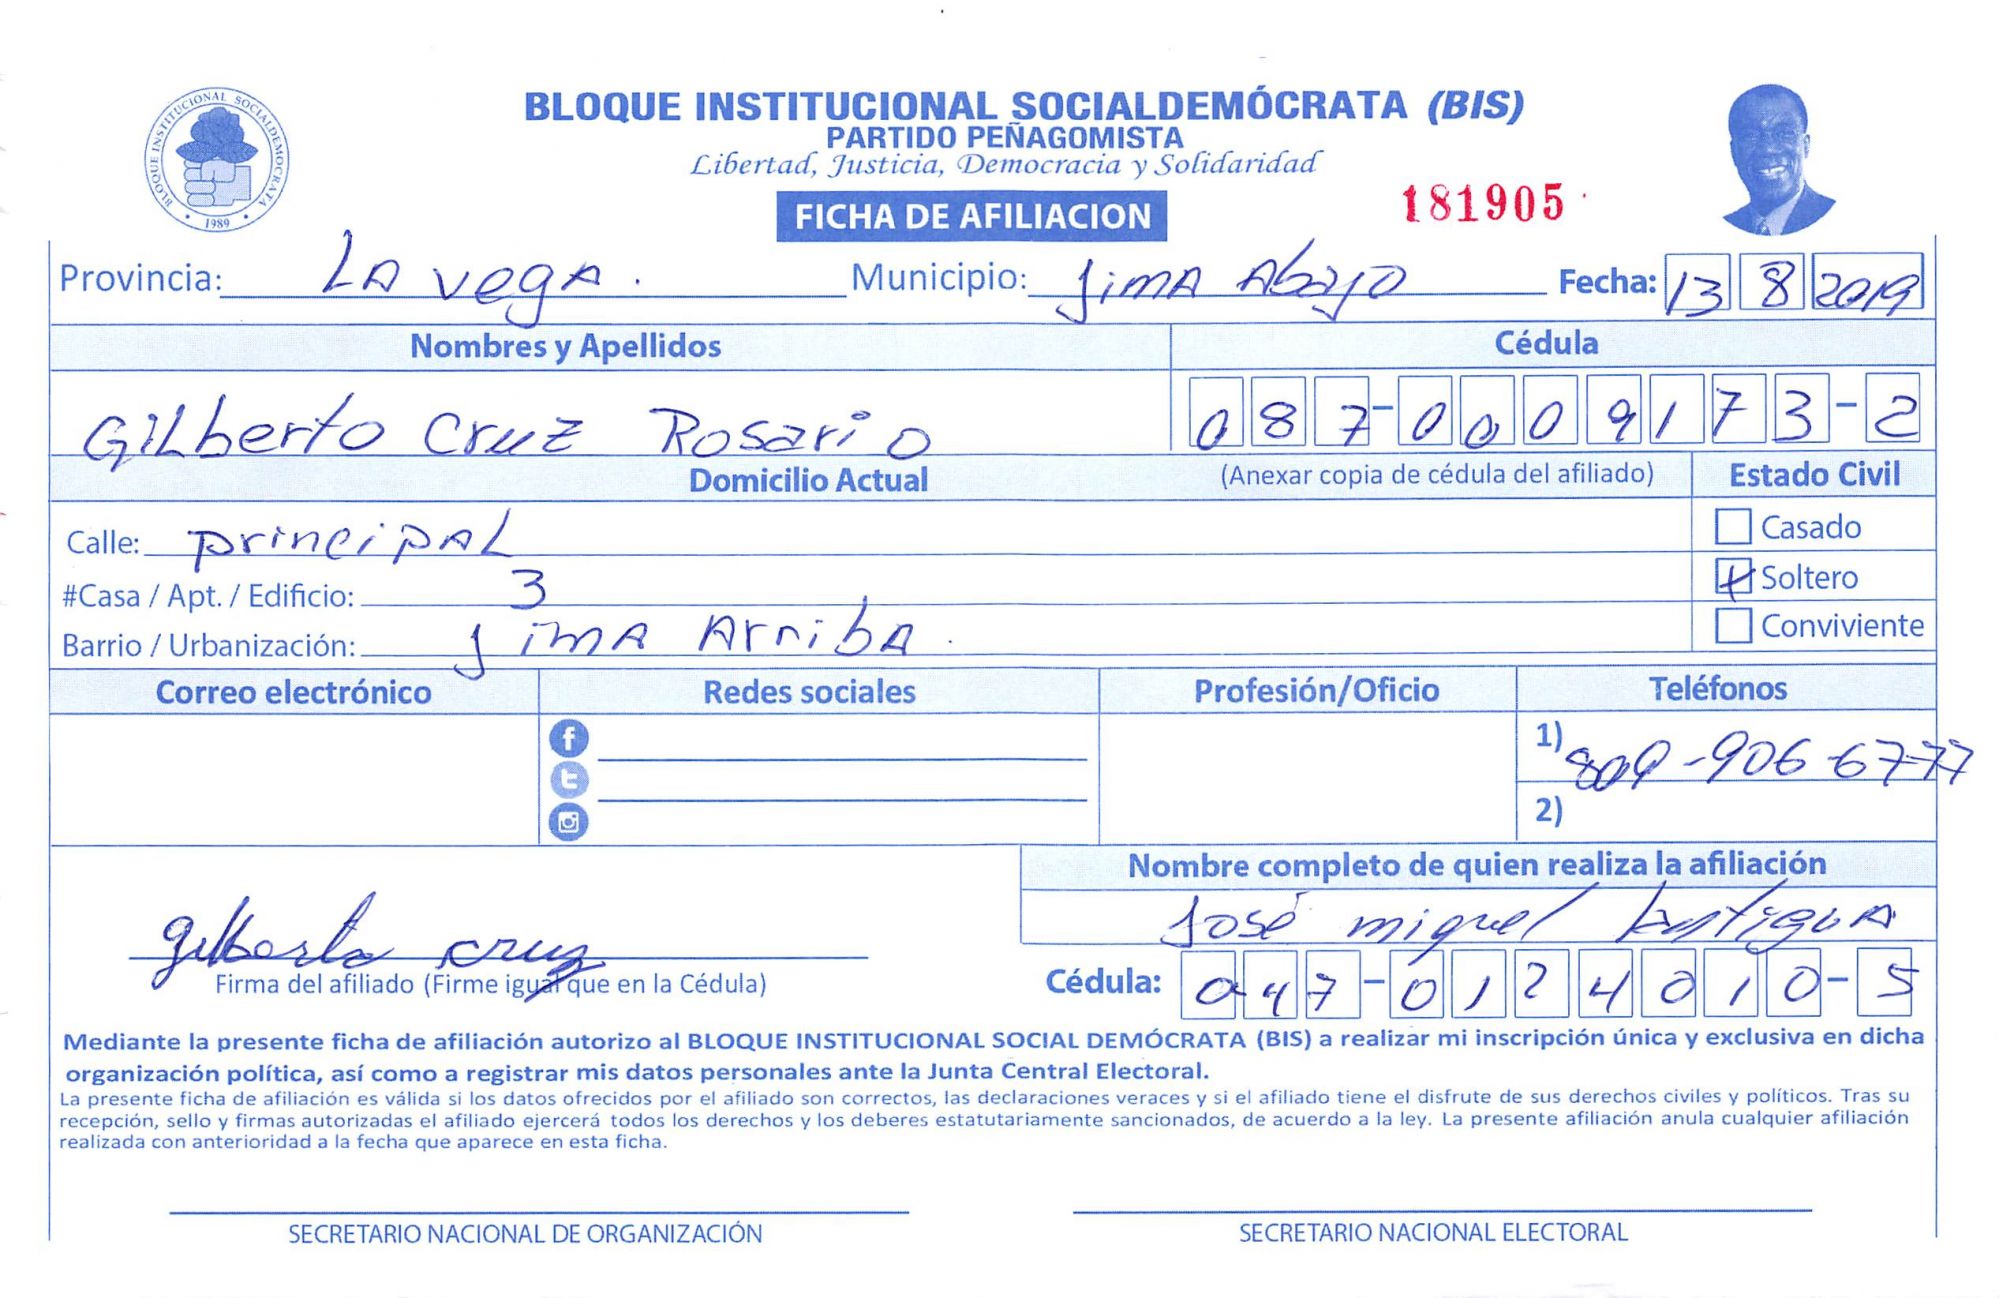 BLOQUE INSTITUCIONAL SOCIALDEMOCRATA
1989
BLOQUE INSTITUCIONAL SOCIALDEMÓCRATA (BIS)
PARTIDO PEÑAGOMISTA
Libertad, Justicia, Democracia y Solidaridad
FICHA DE AFILIACION
181905
Provincia: LA vegA. Municipio: JimA AbAJO Fecha: 13 8 2019
Nombres y Apellidos Cédula
GiLberto Cruz Rosario 087-0009173-2
Domicilio Actual (Anexar copia de cédula del afiliado) Estado Civil
Calle: principAL Casado
#Casa / Apt. / Edificio: 3 Soltero
Barrio / Urbanización: JimA ArribA. Conviviente
Correo electrónico Redes sociales Profesión/Oficio Teléfonos
1) 809-906-6777
2)
Nombre completo de quien realiza la afiliación
gilberto cruz José miguel
Firma del afiliado (Firme igual que en la Cédula) Cédula: 047-0124010-5
Mediante la presente ficha de afiliación autorizo al BLOQUE INSTITUCIONAL SOCIAL DEMÓCRATA (BIS) a realizar mi inscripción única y exclusiva en dicha
organización política, así como a registrar mis datos personales ante la Junta Central Electoral.
La presente ficha de afiliación es válida si los datos ofrecidos por el afiliado son correctos, las declaraciones veraces y si el afiliado tiene el disfrute de sus derechos civiles y políticos. Tras su
recepción, sello y firmas autorizadas el afiliado ejercerá todos los derechos y los deberes estatutariamente sancionados, de acuerdo a la ley. La presente afiliación anula cualquier afiliación
realizada con anterioridad a la fecha que aparece en esta ficha.
SECRETARIO NACIONAL DE ORGANIZACIÓN SECRETARIO NACIONAL ELECTORAL